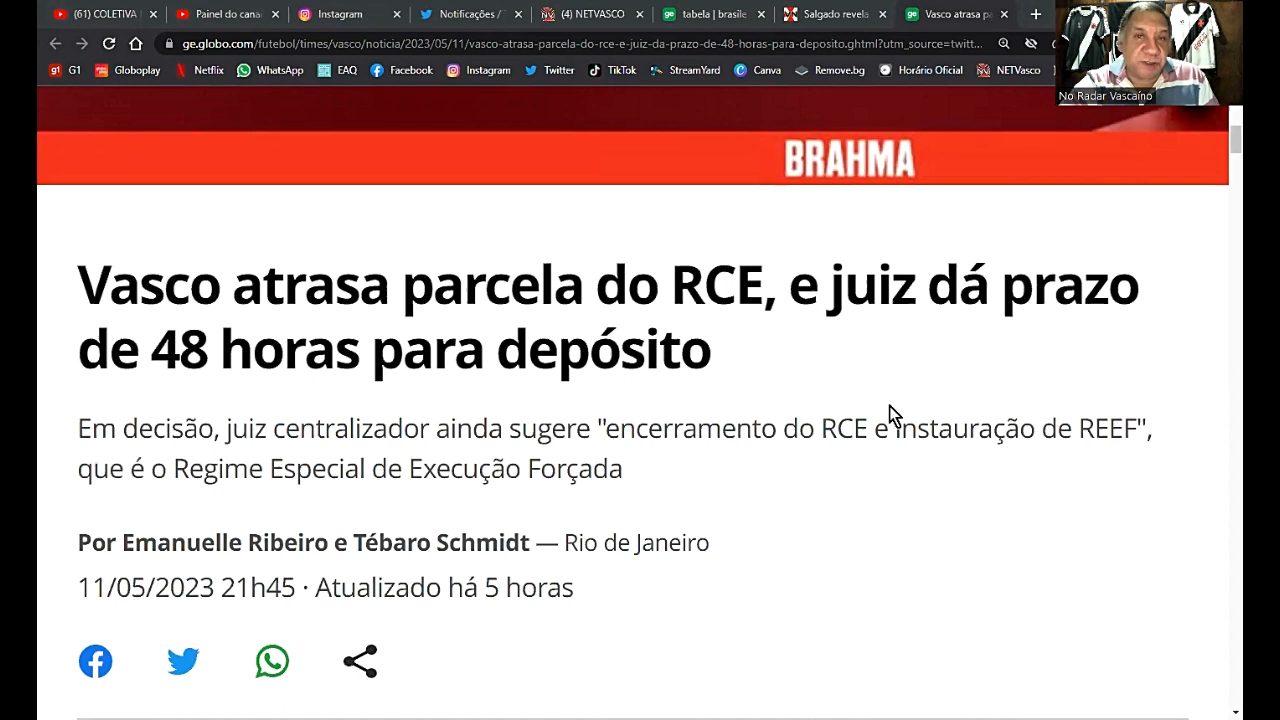 (61) COLETIVA
Painel do cana
Instagram
Notificações /
(4) NETVASCO
tabela | brasile
Salgado revela
Vasco atrasa pa
ge.globo.com/futebol/times/vasco/noticia/2023/05/11/vasco-atrasa-parcela-do-rce-e-juiz-da-prazo-de-48-horas-para-deposito.ghtml?utm_source=twitt...
g1 G1
Globoplay
Netflix
WhatsApp
EAQ
Facebook
Instagram
Twitter
TikTok
StreamYard
Canva
Remove.bg
Horário Oficial
NETVasco
No Radar Vascaíno
BRAHMA
Vasco atrasa parcela do RCE, e juiz dá prazo
de 48 horas para depósito
Em decisão, juiz centralizador ainda sugere "encerramento do RCE e instauração de REEF",
que é o Regime Especial de Execução Forçada
Por Emanuelle Ribeiro e Tébaro Schmidt — Rio de Janeiro
11/05/2023 21h45 · Atualizado há 5 horas